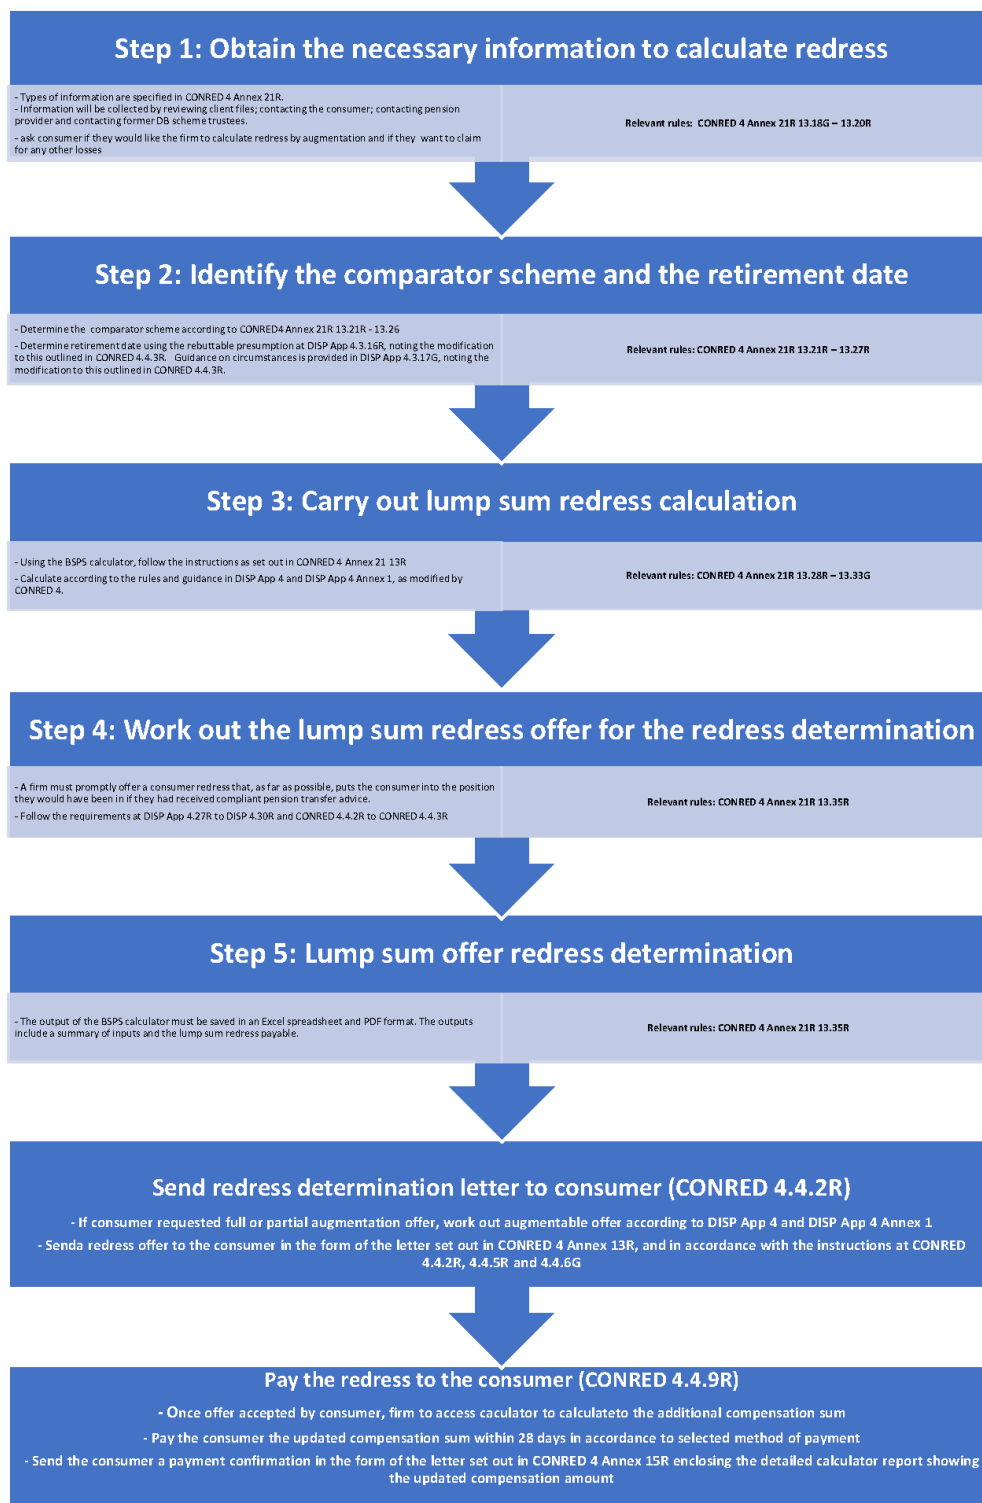 Step 1: Obtain the necessary information to calculate redress
- Types of information are specified in CONRED 4 Annex 21R.
- Information will be collected by reviewing client files; contacting the consumer; contacting pension
provider and contacting former DB scheme trustees.
- ask consumer if they would like the firm to calculate redress by augmentation and if they want to claim
for any other losses
Relevant rules: CONRED 4 Annex 21R 13.18G – 13.20R
Step 2: Identify the comparator scheme and the retirement date
- Determine the comparator scheme according to CONRED4 Annex 21R 13.21R - 13.26
- Determine retirement date using the rebuttable presumption at DISP App 4.3.16R, noting the modification
to this outlined in CONRED 4.4.3R. Guidance on circumstances is provided in DISP App 4.3.17G, noting the
modification to this outlined in CONRED 4.4.3R.
Relevant rules: CONRED 4 Annex 21R 13.21R – 13.27R
Step 3: Carry out lump sum redress calculation
- Using the BSPS calculator, follow the instructions as set out in CONRED 4 Annex 21 13R
- Calculate according to the rules and guidance in DISP App 4 and DISP App 4 Annex 1, as modified by
CONRED 4.
Relevant rules: CONRED 4 Annex 21R 13.28R – 13.33G
Step 4: Work out the lump sum redress offer for the redress determination
- A firm must promptly offer a consumer redress that, as far as possible, puts the consumer into the position
they would have been in if they had received compliant pension transfer advice.
- Follow the requirements at DISP App 4.27R to DISP 4.30R and CONRED 4.4.2R to CONRED 4.4.3R
Relevant rules: CONRED 4 Annex 21R 13.35R
Step 5: Lump sum offer redress determination
- The output of the BSPS calculator must be saved in an Excel spreadsheet and PDF format. The outputs
include a summary of inputs and the lump sum redress payable.
Relevant rules: CONRED 4 Annex 21R 13.35R
Send redress determination letter to consumer (CONRED 4.4.2R)
- If consumer requested full or partial augmentation offer, work out augmentable offer according to DISP App 4 and DISP App 4 Annex 1
- Senda redress offer to the consumer in the form of the letter set out in CONRED 4 Annex 13R, and in accordance with the instructions at CONRED
4.4.2R, 4.4.5R and 4.4.6G
Pay the redress to the consumer (CONRED 4.4.9R)
- Once offer accepted by consumer, firm to access caculator to calculateto the additional compensation sum
- Pay the consumer the updated compensation sum within 28 days in accordance to selected method of payment
- Send the consumer a payment confirmation in the form of the letter set out in CONRED 4 Annex 15R enclosing the detailed calculator report showing
the updated compensation amount